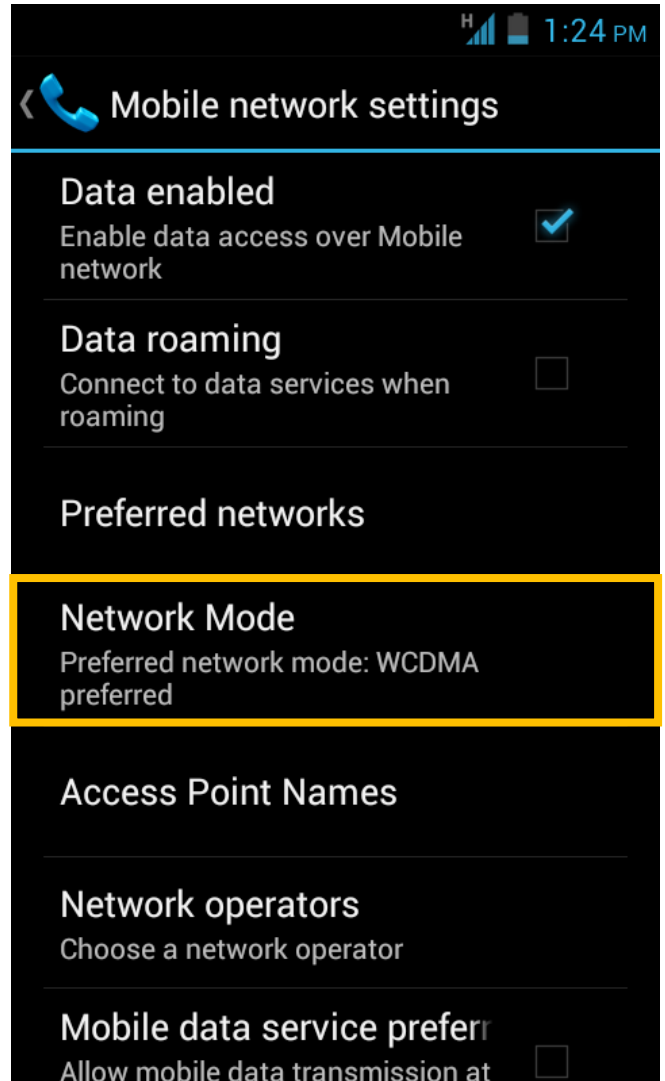 H 1:24 PM
Mobile network settings
Data enabled
Enable data access over Mobile
network
Data roaming
Connect to data services when
roaming
Preferred networks
Network Mode
Preferred network mode: WCDMA
preferred
Access Point Names
Network operators
Choose a network operator
Mobile data service preferr
Allow mobile data transmission at